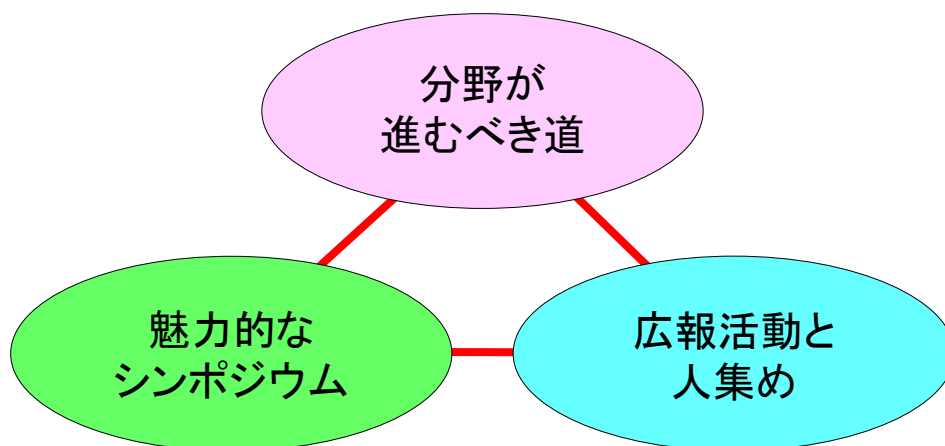 分野が
進むべき道
魅力的な
シンポジウム
広報活動と
人集め